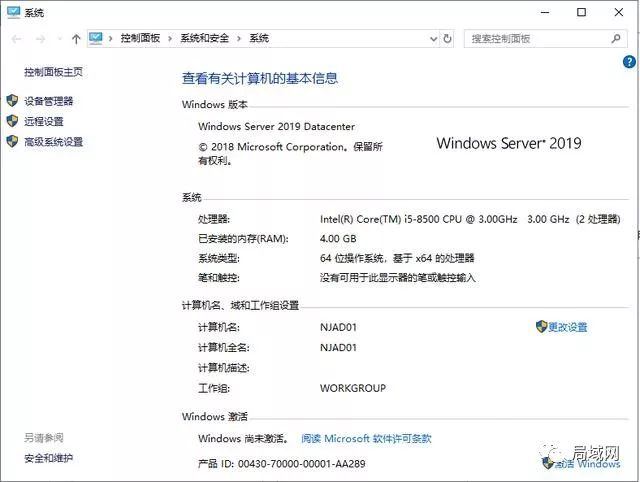 系统
控制面板 > 系统和安全 > 系统
搜索控制面板
控制面板主页
设备管理器
远程设置
高级系统设置
查看有关计算机的基本信息
Windows 版本
Windows Server 2019 Datacenter
© 2018 Microsoft Corporation。保留所
有权利。
Windows Server® 2019
系统
处理器: Intel(R) Core(TM) i5-8500 CPU @ 3.00GHz 3.00 GHz (2 处理器)
已安装的内存(RAM): 4.00 GB
系统类型: 64 位操作系统，基于 x64 的处理器
笔和触控: 没有可用于此显示器的笔或触控输入
计算机名、域和工作组设置
计算机名: NJAD01
更改设置
计算机全名: NJAD01
计算机描述:
工作组: WORKGROUP
Windows 激活
Windows 尚未激活。 阅读 Microsoft 软件许可条款
产品 ID: 00430-70000-00001-AA289
激活 Windows
另请参阅
安全和维护
局域网